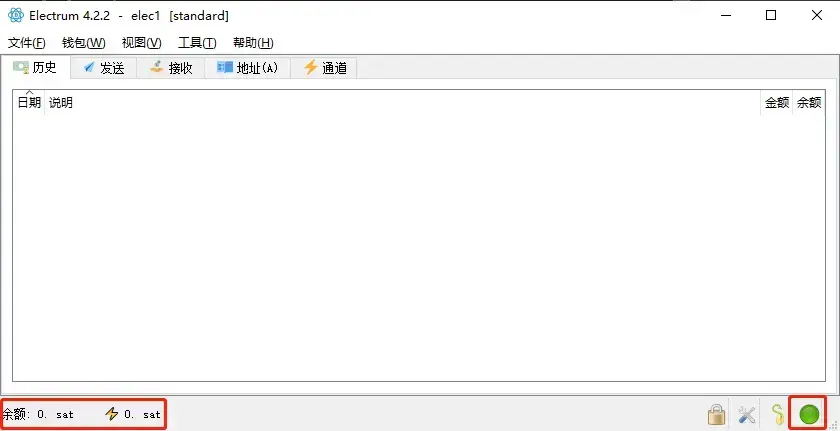 Electrum 4.2.2 - elec1 [standard]
文件(F) 钱包(W) 视图(V) 工具(T) 帮助(H)
历史 发送 接收 地址(A) 通道
日期 说明 金额 余额
余额: 0. sat 0. sat